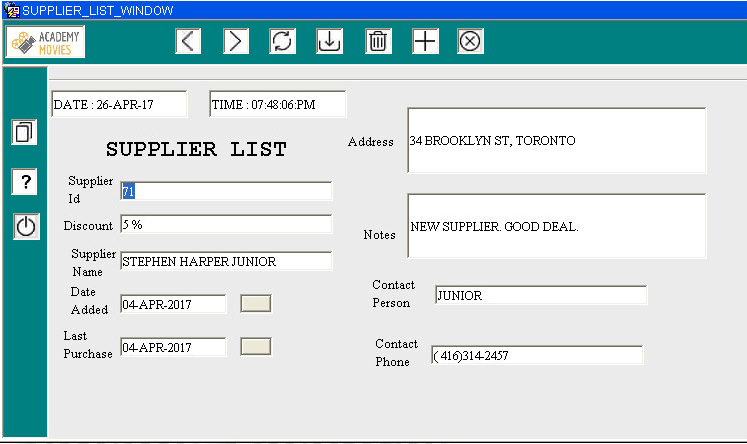 SUPPLIER_LIST_WINDOW
ACADEMY
MOVIES
?
DATE : 26-APR-17
TIME : 07:48:06:PM
SUPPLIER LIST
Supplier
Id
71
Discount
5 %
Supplier
Name
STEPHEN HARPER JUNIOR
Date
Added
04-APR-2017
Last
Purchase
04-APR-2017
Address
34 BROOKLYN ST, TORONTO
Notes
NEW SUPPLIER. GOOD DEAL.
Contact
Person
JUNIOR
Contact
Phone
( 416)314-2457